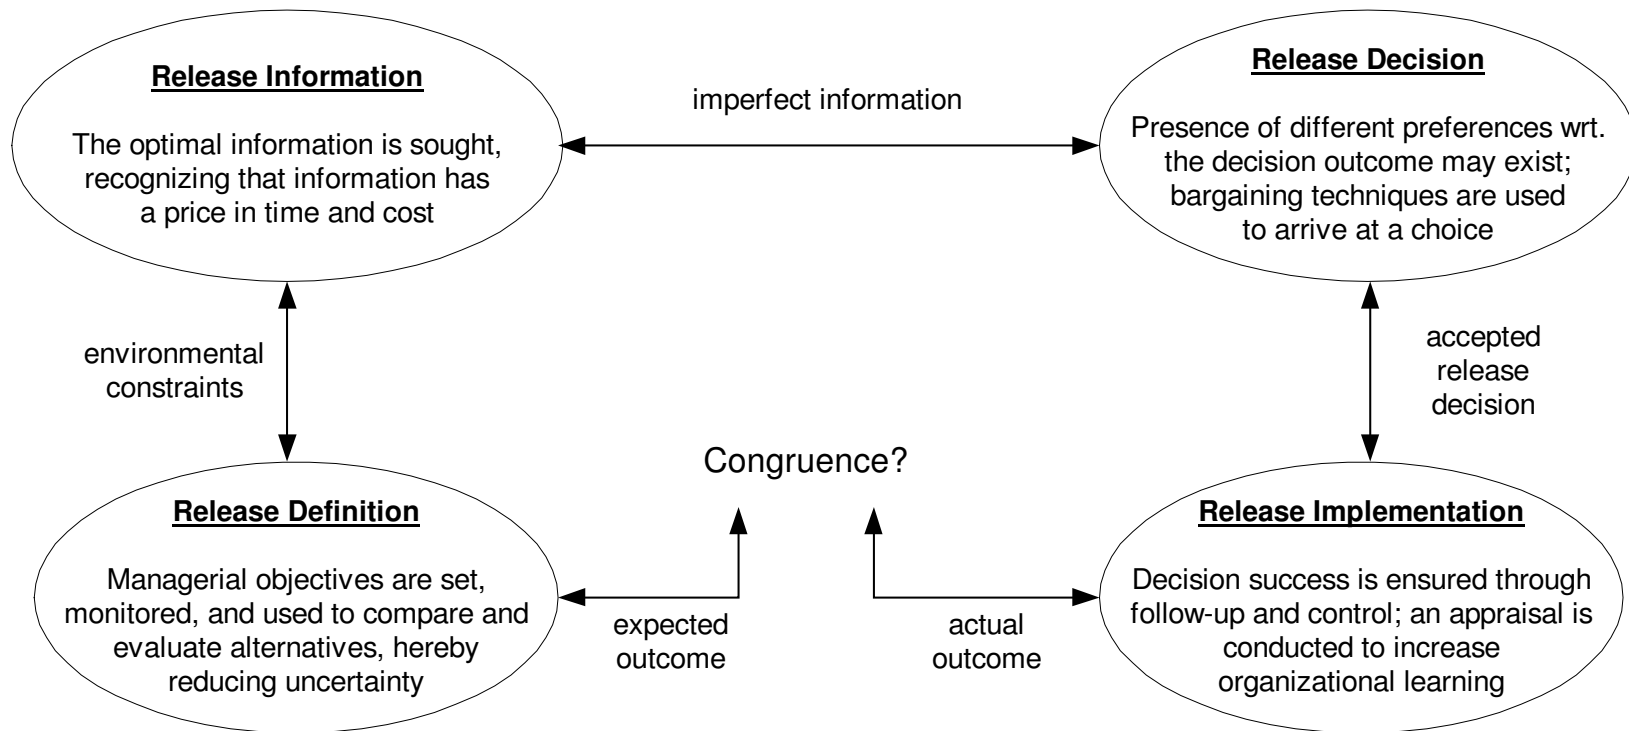 Release Information
The optimal information is sought,
recognizing that information has
a price in time and cost
imperfect information
Release Decision
Presence of different preferences wrt.
the decision outcome may exist;
bargaining techniques are used
to arrive at a choice
environmental
constraints
accepted
release
decision
Congruence?
Release Definition
Managerial objectives are set,
monitored, and used to compare and
evaluate alternatives, hereby
reducing uncertainty
expected
outcome
actual
outcome
Release Implementation
Decision success is ensured through
follow-up and control; an appraisal is
conducted to increase
organizational learning